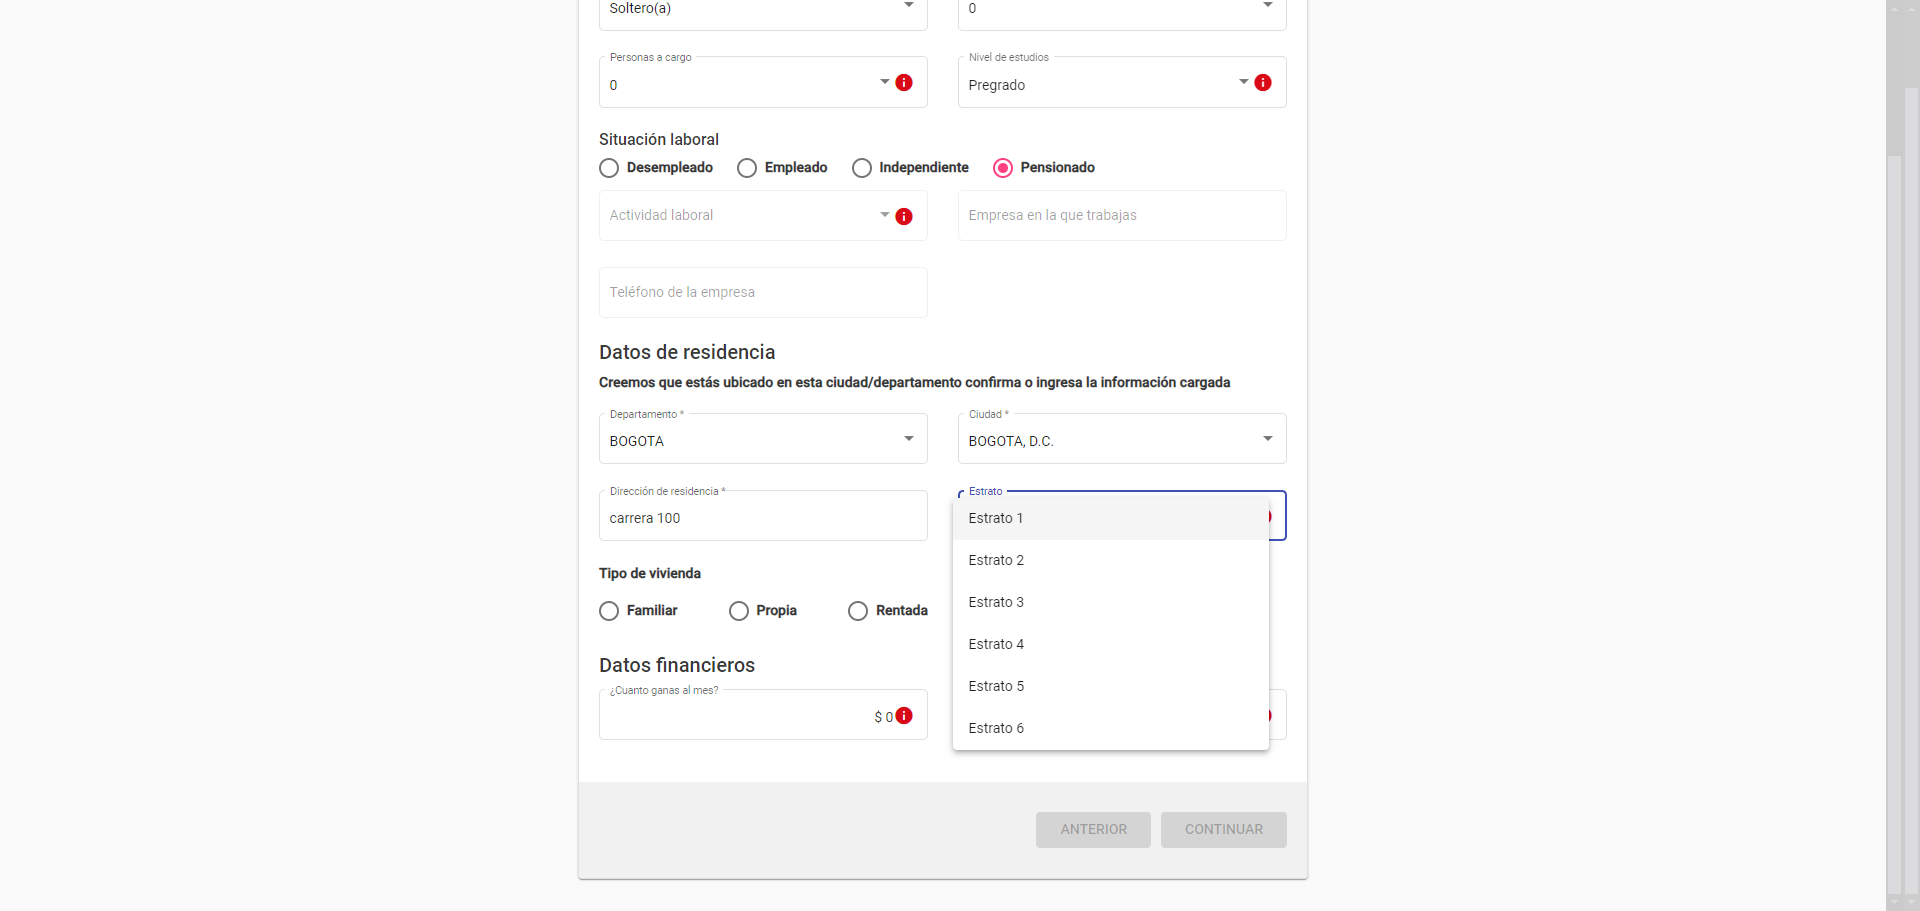 Soltero(a)
0
Personas a cargo
0
Nivel de estudios
Pregrado
Situación laboral
Desempleado
Empleado
Independiente
Pensionado
Actividad laboral
Empresa en la que trabajas
Teléfono de la empresa
Datos de residencia
Creemos que estás ubicado en esta ciudad/departamento confirma o ingresa la información cargada
Departamento *
BOGOTA
Ciudad *
BOGOTA, D.C.
Dirección de residencia *
carrera 100
Estrato
Estrato 1
Estrato 2
Estrato 3
Estrato 4
Estrato 5
Estrato 6
Tipo de vivienda
Familiar
Propia
Rentada
Datos financieros
¿Cuanto ganas al mes?
$ 0
ANTERIOR
CONTINUAR